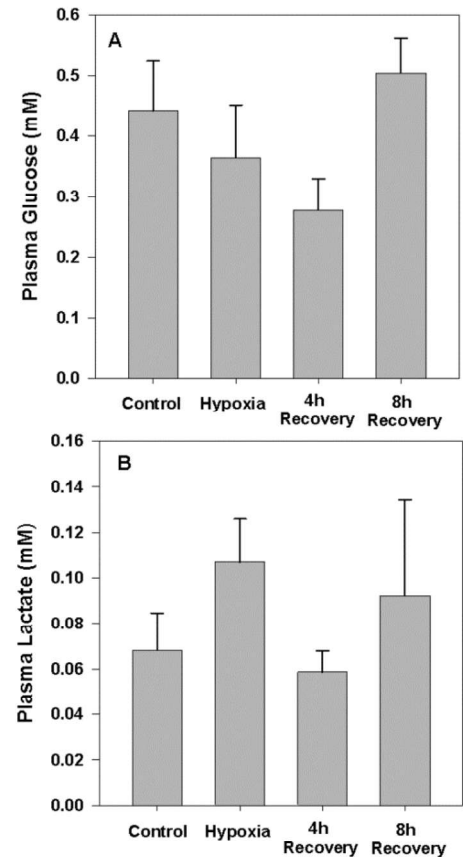 0.6
A
0.5
0.4
0.3
0.2
0.1
0.0
Plasma Glucose (mM)
Control Hypoxia 4h Recovery 8h Recovery
0.16
B
0.14
0.12
0.10
0.08
0.06
0.04
0.02
0.00
Plasma Lactate (mM)
Control Hypoxia 4h Recovery 8h Recovery